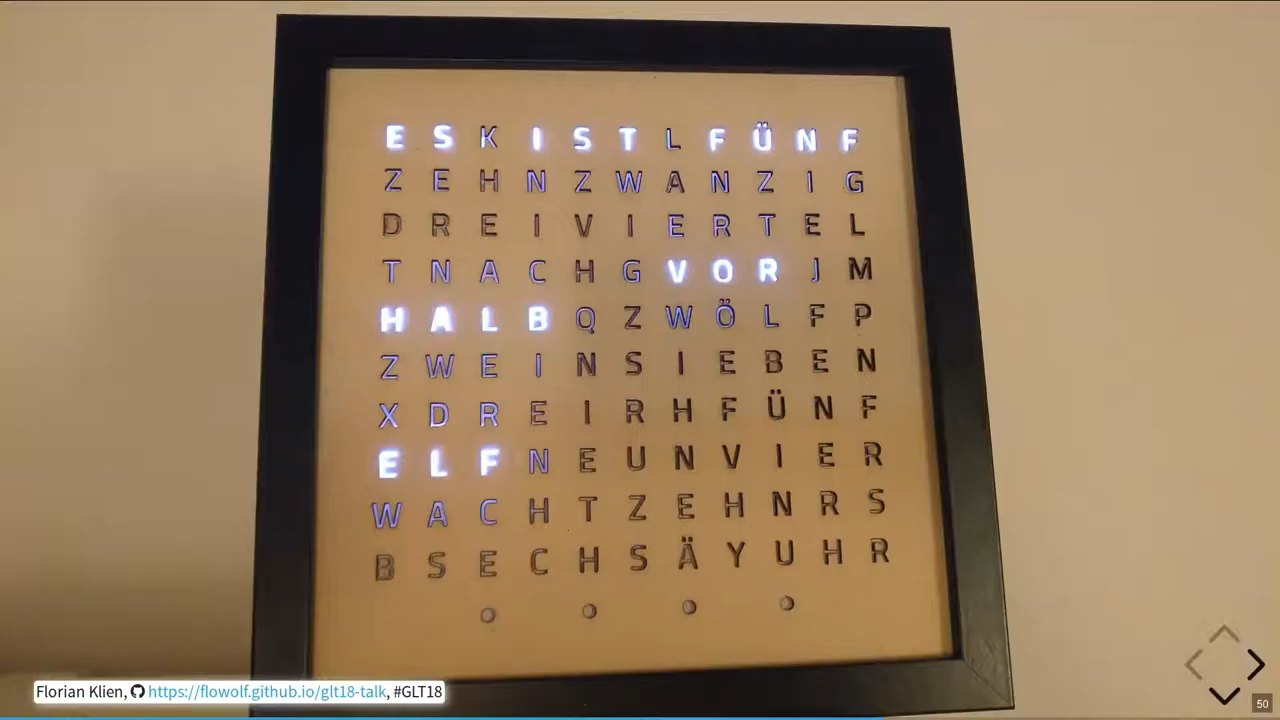 ESKISTLFÜNF
ZEHNZWANZIG
DREIVIERTEL
TNACHGVORJM
HALBQZWÖLFP
ZWEINSIEBEN
XDREIRHFÜNF
ELFNEUNVIER
WACHTZEHNRS
BSECHSÄYUHR
Florian Klien, https://flowolf.github.io/glt18-talk, #GLT18
50